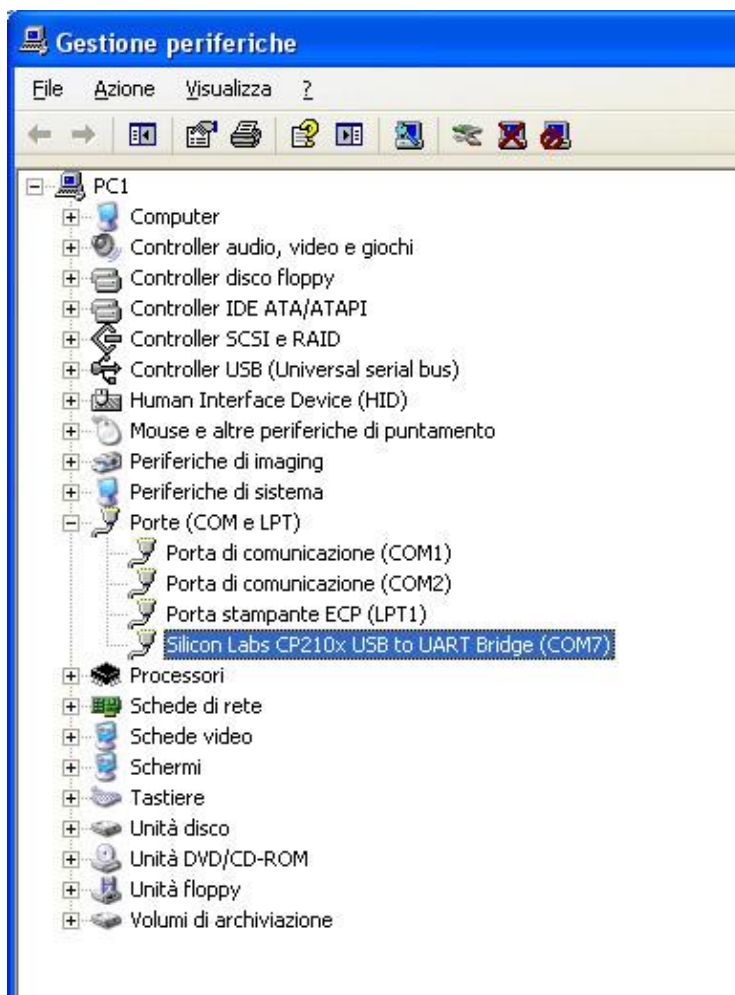 Gestione periferiche
File Azione Visualizza ?
PC1
Computer
Controller audio, video e giochi
Controller disco floppy
Controller IDE ATA/ATAPI
Controller SCSI e RAID
Controller USB (Universal serial bus)
Human Interface Device (HID)
Mouse e altre periferiche di puntamento
Periferiche di imaging
Periferiche di sistema
Porte (COM e LPT)
Porta di comunicazione (COM1)
Porta di comunicazione (COM2)
Porta stampante ECP (LPT1)
Silicon Labs CP210x USB to UART Bridge (COM7)
Processori
Schede di rete
Schede video
Schermi
Tastiere
Unità disco
Unità DVD/CD-ROM
Unità floppy
Volumi di archiviazione